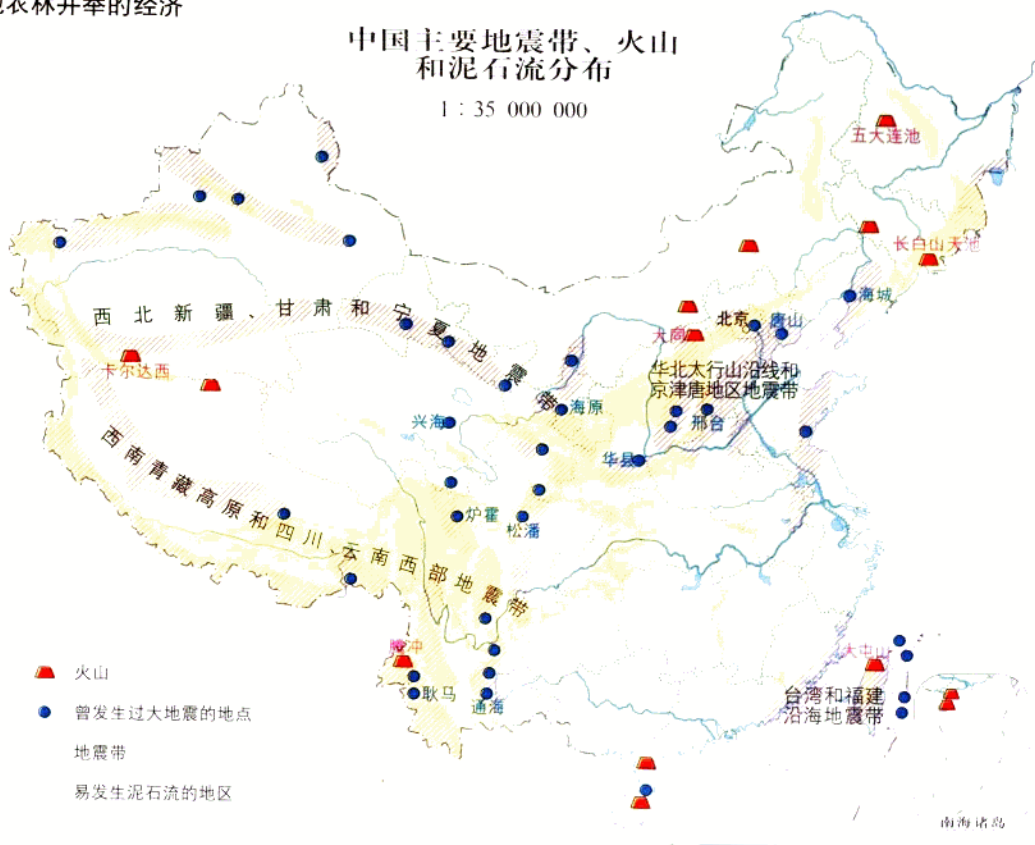 地农林并举的经济
中国主要地震带、火山
和泥石流分布
1：35 000 000
五大连池
长白山天池
海城
北京
唐山
大同
西北新疆、甘肃和宁夏地震带
卡尔达西
华北太行山沿线和
京津唐地区地震带
海原
兴海
邢台
华县
西南青藏高原和四川、云南西部地震带
炉霍
松潘
腾冲
耿马
通海
大屯山
台湾和福建
沿海地震带
火山
曾发生过大地震的地点
地震带
易发生泥石流的地区
南海诸岛